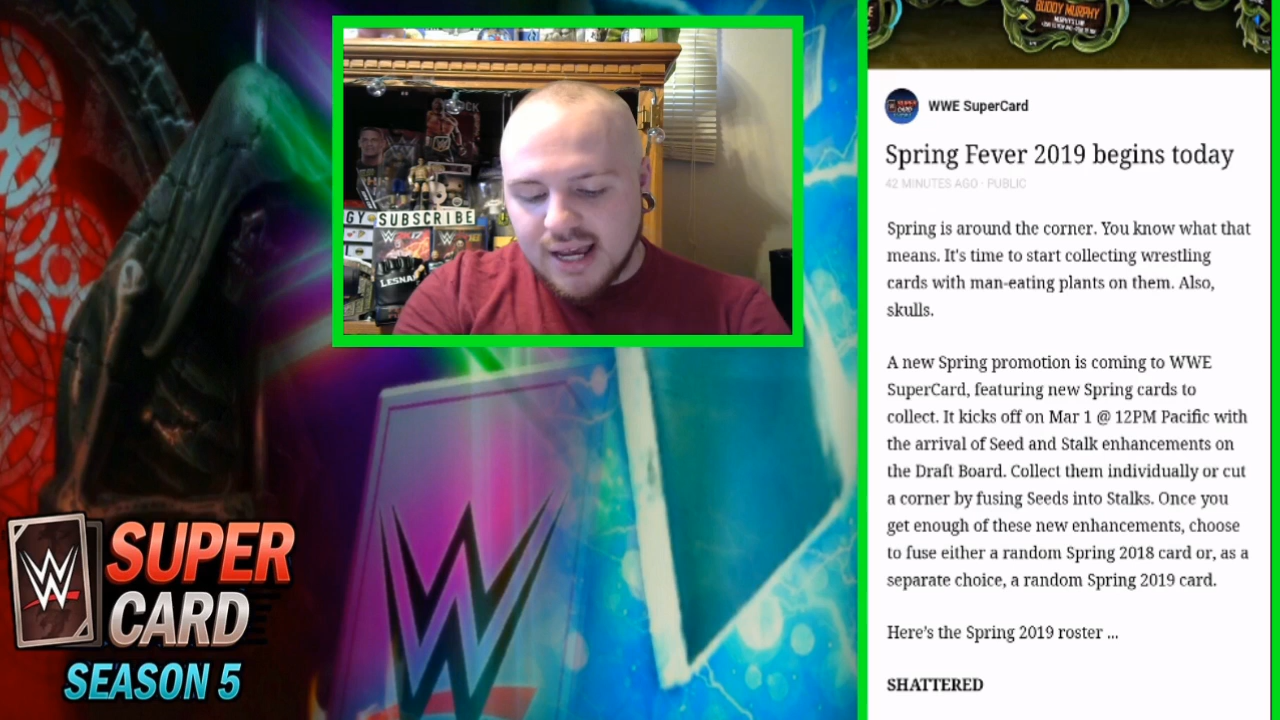 BUDDY MURPHY
WWE SuperCard
Spring Fever 2019 begins today
42 MINUTES AGO · PUBLIC
Spring is around the corner. You know what that
means. It's time to start collecting wrestling
cards with man-eating plants on them. Also,
skulls.
A new Spring promotion is coming to WWE
SuperCard, featuring new Spring cards to
collect. It kicks off on Mar 1 @ 12PM Pacific with
the arrival of Seed and Stalk enhancements on
the Draft Board. Collect them individually or cut
a corner by fusing Seeds into Stalks. Once you
get enough of these new enhancements, choose
to fuse either a random Spring 2018 card or, as a
separate choice, a random Spring 2019 card.
Here's the Spring 2019 roster ...
SHATTERED
GY SUBSCRIBE
LESNAR
W
SUPER
CARD
SEASON 5